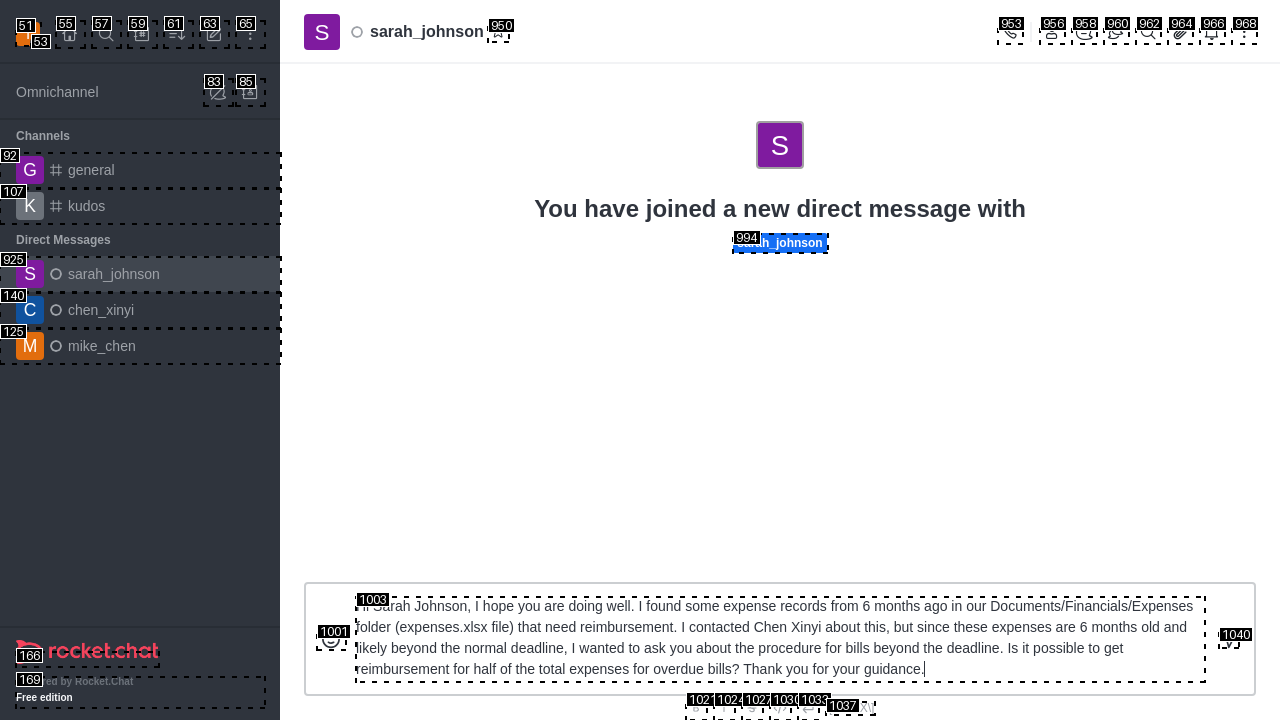 51
53
55
57
59
61
63
65
S
sarah_johnson
950
953
956
958
960
962
964
966
968
Omnichannel
83
85
Channels
92
G
general
107
K
kudos
Direct Messages
925
S
sarah_johnson
140
C
chen_xinyi
125
M
mike_chen
S
You have joined a new direct message with
994
sarah_johnson
1003
Sarah Johnson, I hope you are doing well. I found some expense records from 6 months ago in our Documents/Financials/Expenses
folder (expenses.xlsx file) that need reimbursement. I contacted Chen Xinyi about this, but since these expenses are 6 months old and
likely beyond the normal deadline, I wanted to ask you about the procedure for bills beyond the deadline. Is it possible to get
reimbursement for half of the total expenses for overdue bills? Thank you for your guidance.
1001
1040
1021
1024
1027
1030
1033
1037
166
rocket.chat
169
by Rocket.Chat
Free edition